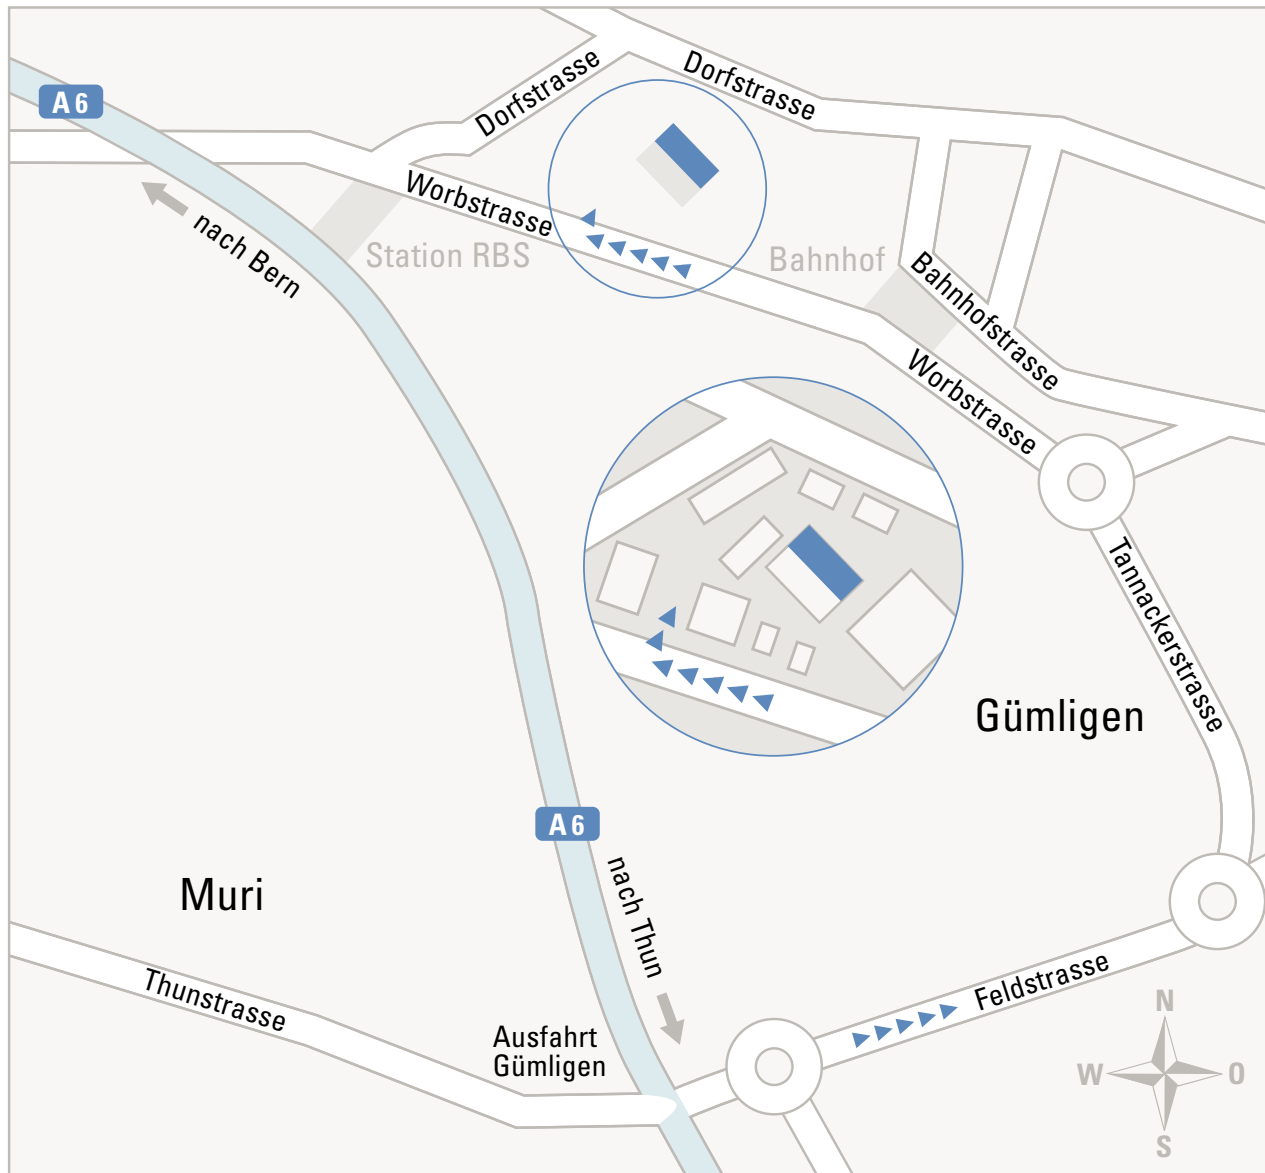 Dorfstrasse
Dorfstrasse
A6
Worbstrasse
nach Bern
Station RBS
Bahnhof
Bahnhofstrasse
Worbstrasse
Tannackerstrasse
Gümligen
A6
nach Thun
Muri
Thunstrasse
Feldstrasse
Ausfahrt
Gümligen
N
W
O
S